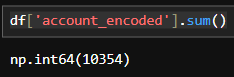 df['account_encoded'].sum()
np.int64(10354)